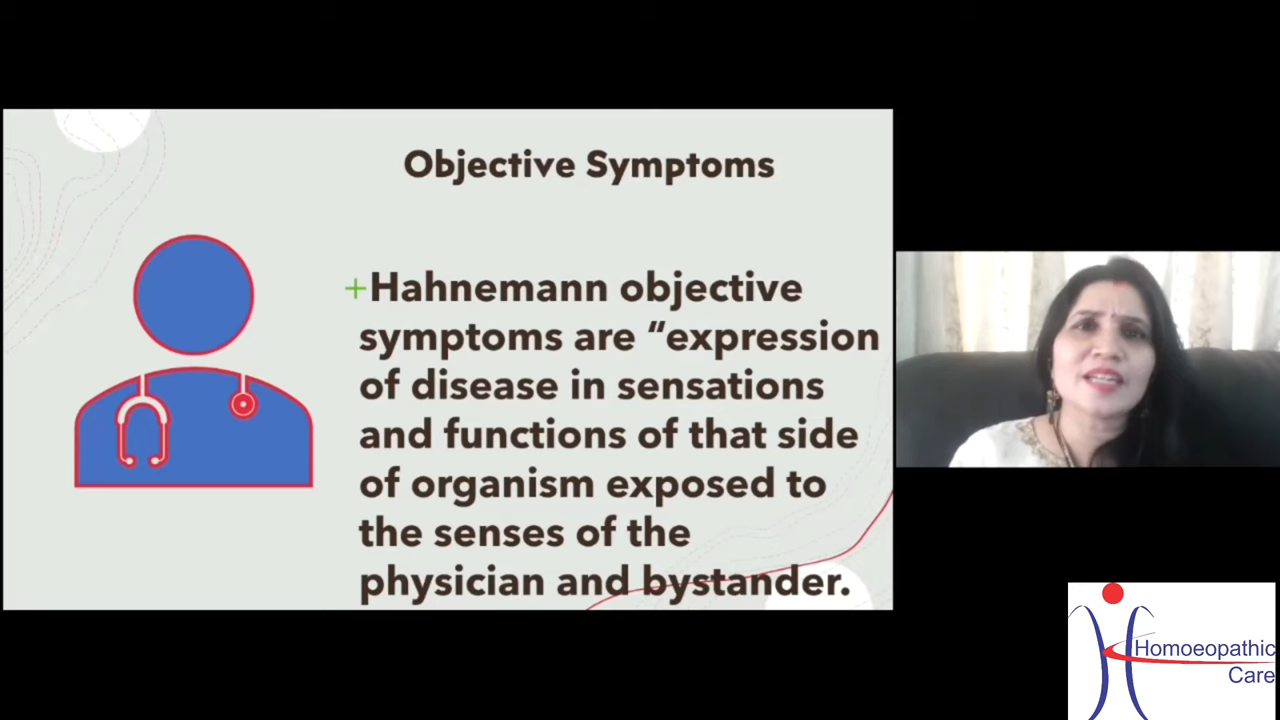 Objective Symptoms
+Hahnemann objective
symptoms are “expression
of disease in sensations
and functions of that side
of organism exposed to
the senses of the
physician and bystander.
Homoeopathic
Care